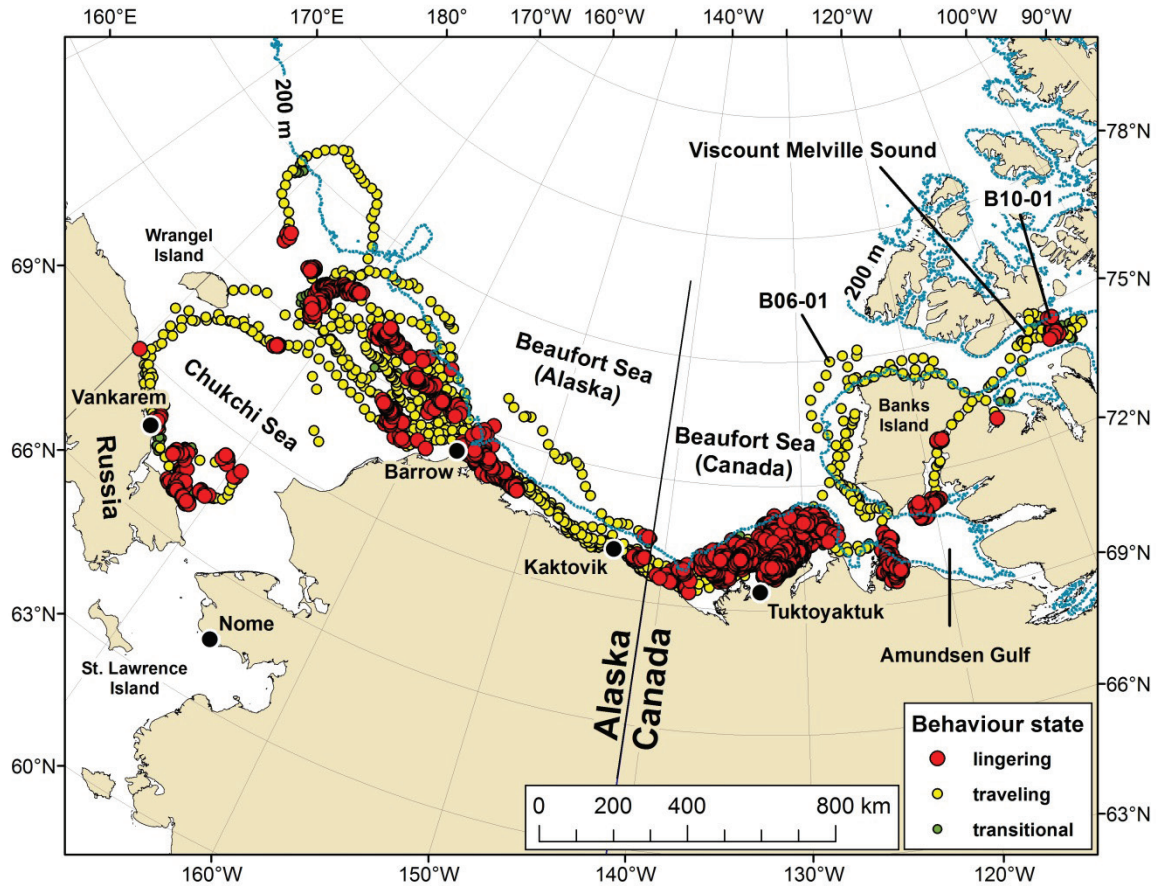 160°E
170°E
180°
170°W
160°W
140°W
120°W
100°W
90°W
200 m
78°N
Viscount Melville Sound
B10-01
Wrangel
Island
69°N
75°N
200 m
B06-01
Beaufort Sea
(Alaska)
Vankarem
Chukchi Sea
Banks
Island
72°N
Russia
66°N
Barrow
Beaufort Sea
(Canada)
69°N
Kaktovik
Tuktoyaktuk
63°N
Nome
Amundsen Gulf
St. Lawrence
Island
Alaska
Canada
66°N
60°N
Behaviour state
lingering
traveling
transitional
0 200 400 800 km
63°N
160°W
150°W
140°W
130°W
120°W